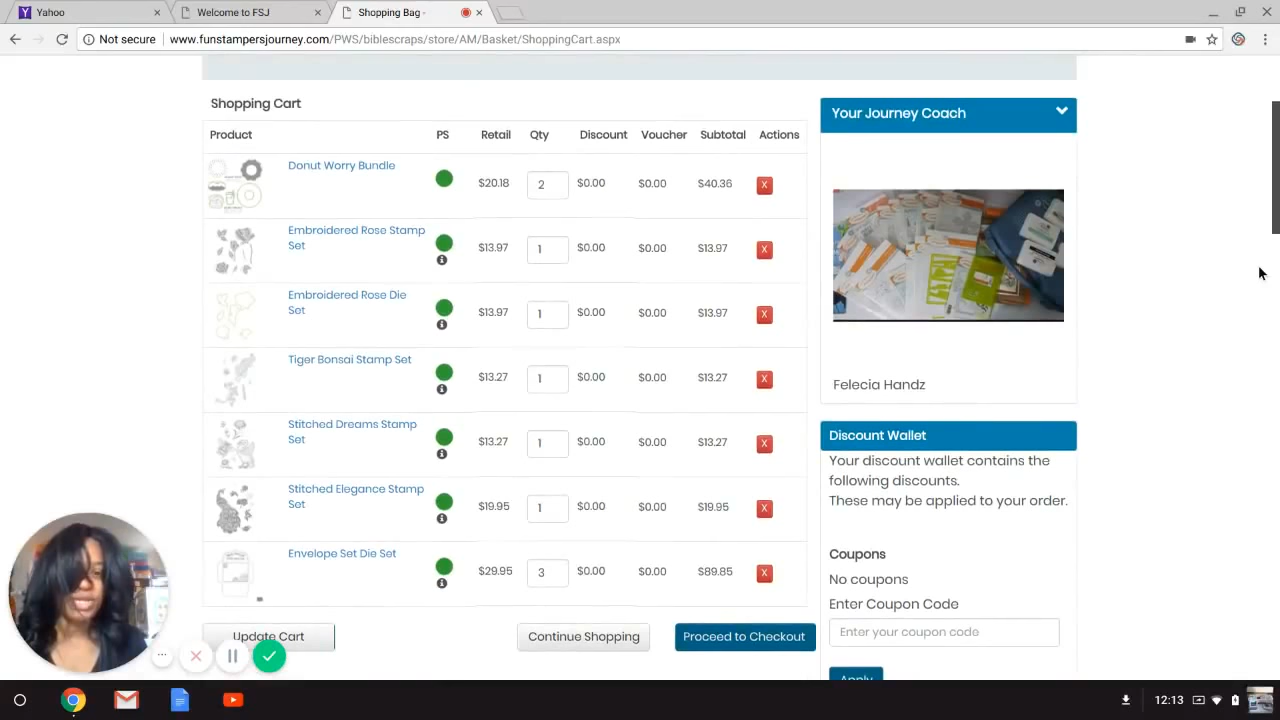 Yahoo
Welcome to FSJ
Shopping Bag -
Not secure
www.funstampersjourney.com/PWS/biblescraps/store/AM/Basket/ShoppingCart.aspx
Shopping Cart
Product PS Retail Qty Discount Voucher Subtotal Actions
Donut Worry Bundle
$20.18 2 $0.00 $0.00 $40.36 X
Embroidered Rose Stamp
Set
$13.97 1 $0.00 $0.00 $13.97 X
Embroidered Rose Die
Set
$13.97 1 $0.00 $0.00 $13.97 X
Tiger Bonsai Stamp Set
$13.27 1 $0.00 $0.00 $13.27 X
Stitched Dreams Stamp
Set
$13.27 1 $0.00 $0.00 $13.27 X
Stitched Elegance Stamp
Set
$19.95 1 $0.00 $0.00 $19.95 X
Envelope Set Die Set
$29.95 3 $0.00 $0.00 $89.85 X
Update Cart
Continue Shopping
Proceed to Checkout
Your Journey Coach
Felecia Handz
Discount Wallet
Your discount wallet contains the
following discounts.
These may be applied to your order.
Coupons
No coupons
Enter Coupon Code
Enter your coupon code
Apply
12:13